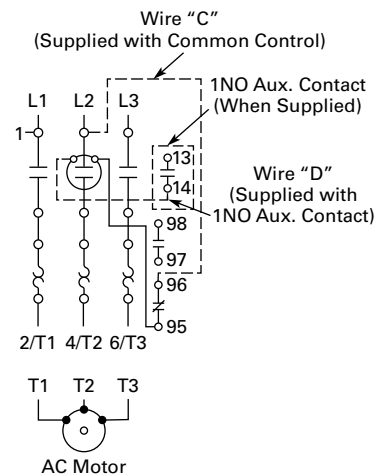 Wire “C”
(Supplied with Common Control)
1NO Aux. Contact
(When Supplied)
L1 L2 L3
1
13
14
Wire “D”
(Supplied with
1NO Aux. Contact)
98
97
96
95
2/T1 4/T2 6/T3
T1 T2 T3
AC Motor